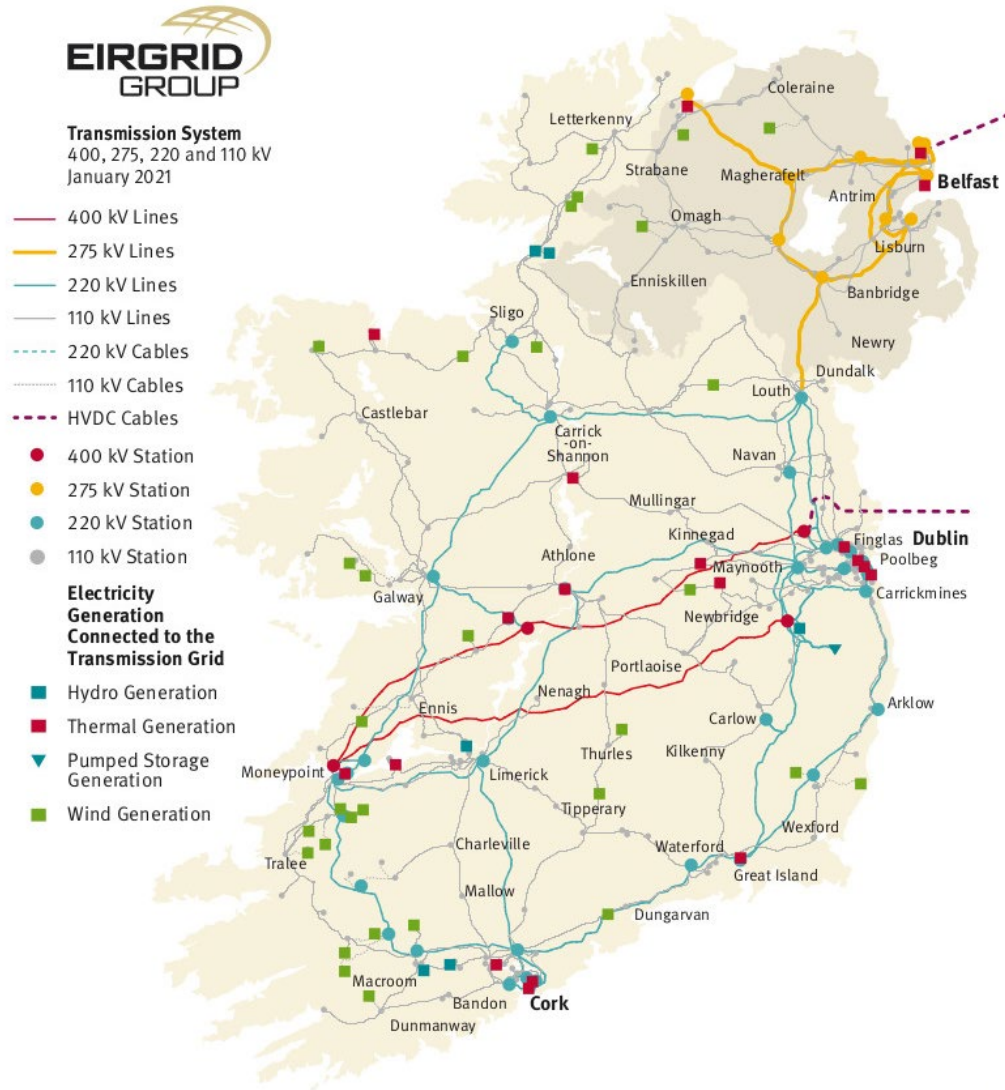 EIRGRID
GROUP
Transmission System
400, 275, 220 and 110 kV
January 2021
400 kV Lines
275 kV Lines
220 kV Lines
110 kV Lines
220 kV Cables
110 kV Cables
HVDC Cables
400 kV Station
275 kV Station
220 kV Station
110 kV Station
Electricity
Generation
Connected to the
Transmission Grid
Hydro Generation
Thermal Generation
Pumped Storage
Generation
Wind Generation
Coleraine
Letterkenny
Strabane
Magherafelt
Belfast
Antrim
Omagh
Lisburn
Enniskillen
Banbridge
Sligo
Newry
Dundalk
Louth
Castlebar
Carrick
-on-
Shannon
Navan
Mullingar
Kinnegad
Finglas
Dublin
Athlone
Poolbeg
Maynooth
Galway
Carrickmines
Newbridge
Portlaoise
Nenagh
Ennis
Arklow
Carlow
Thurles
Kilkenny
Moneypoint
Limerick
Tipperary
Wexford
Charleville
Waterford
Tralee
Great Island
Mallow
Dungarvan
Macroom
Bandon
Cork
Dunmanway